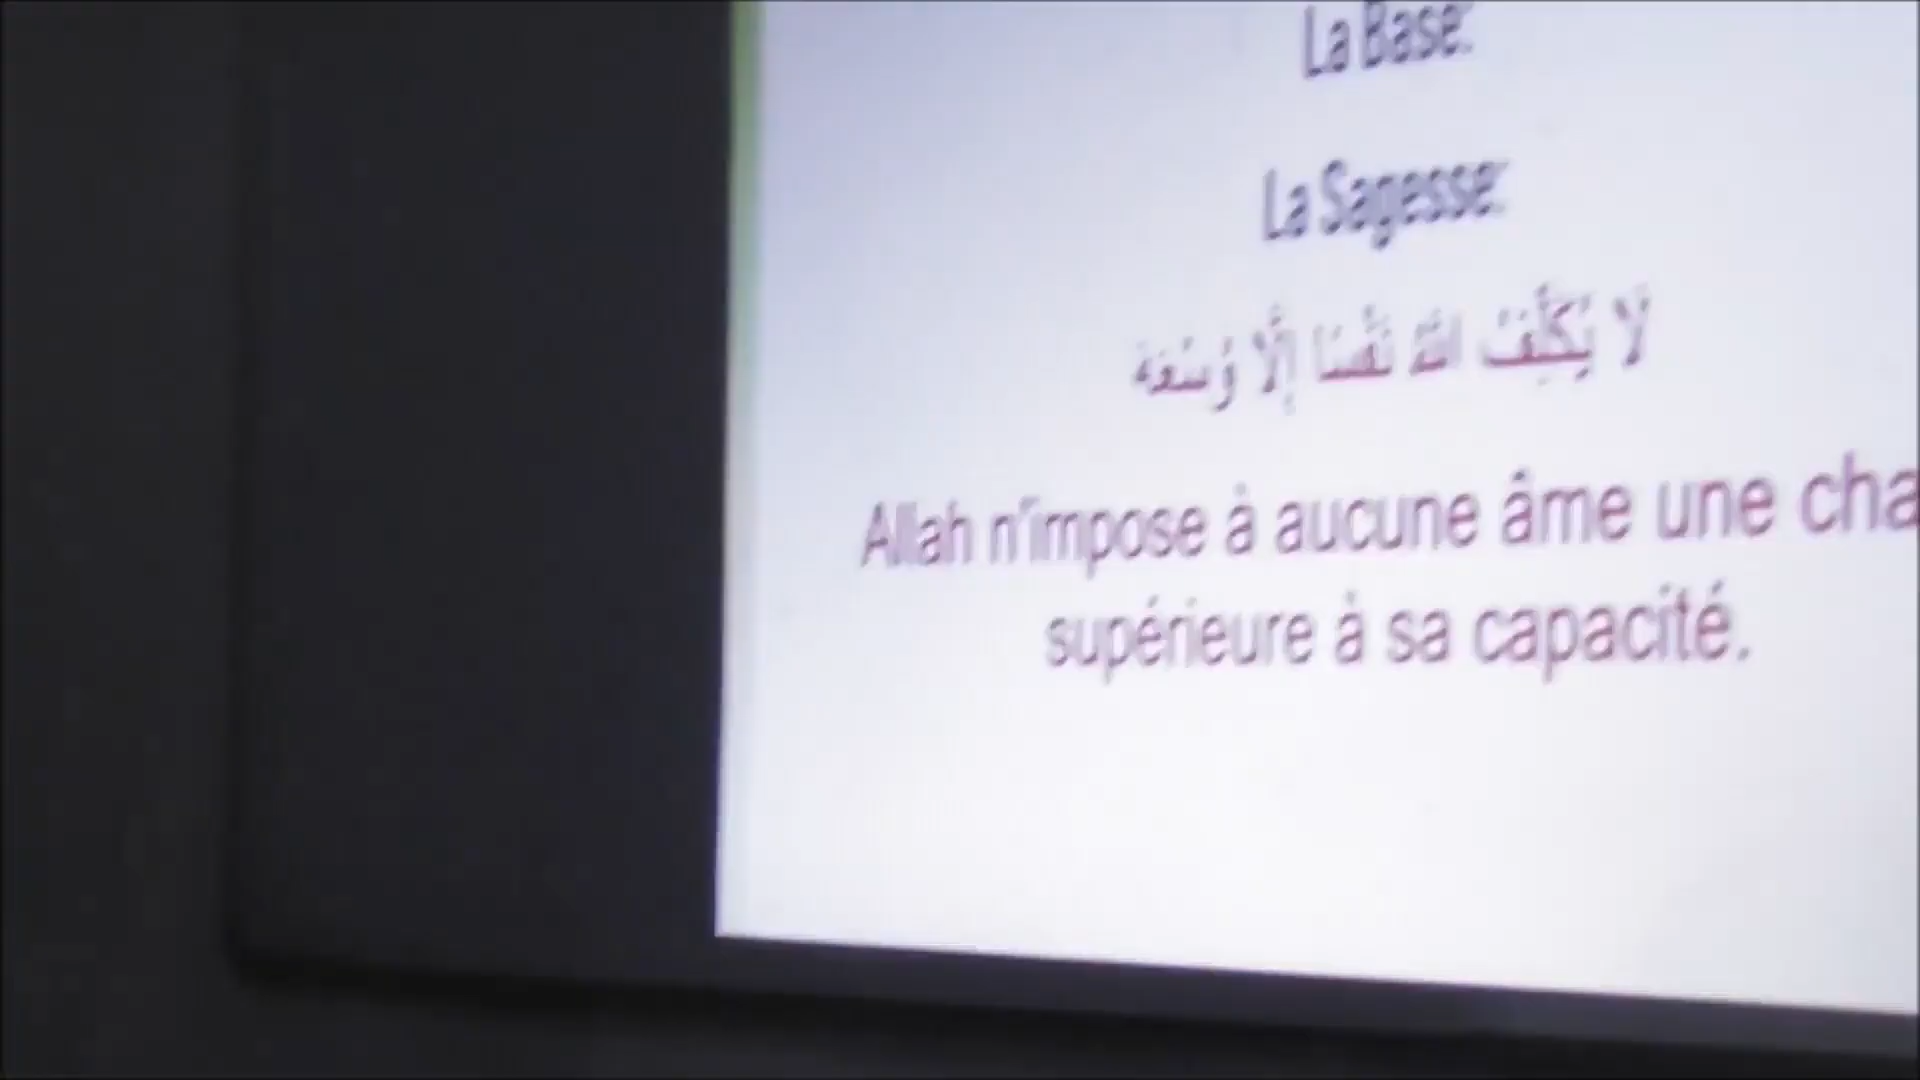 La Base:
La Sagesse:
لَا يُكَلِّفُ اللَّهُ نَفْسًا إِلَّا وُسْعَهَ
Allah n'impose à aucune âme une cha
supérieure à sa capacité.